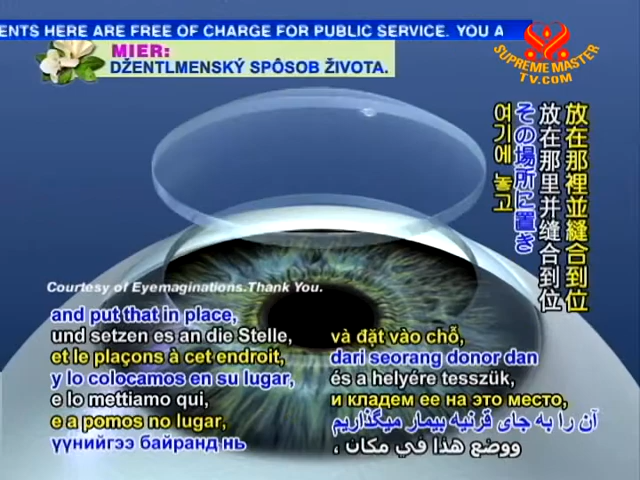 ENTS HERE ARE FREE OF CHARGE FOR PUBLIC SERVICE. YOU A
MIER:
DŽENTLMENSKÝ SPÔSOB ŽIVOTA.
SUPREME MASTER
TV.COM
放在那裡並縫合到位
放在那里并缝合到位
その場所に置き
여기에 놓고
Courtesy of Eyemaginations.Thank You.
and put that in place,
und setzen es an die Stelle,
et le plaçons à cet endroit,
y lo colocamos en su lugar,
e lo mettiamo qui,
e a pomos no lugar,
үүнийгээ байранд нь
và đặt vào chỗ,
dari seorang donor dan
és a helyére tesszük,
и кладем ее на это место,
آن را به جای قرنیه بیمار میگذاریم
ووضع هذا في مكان ،